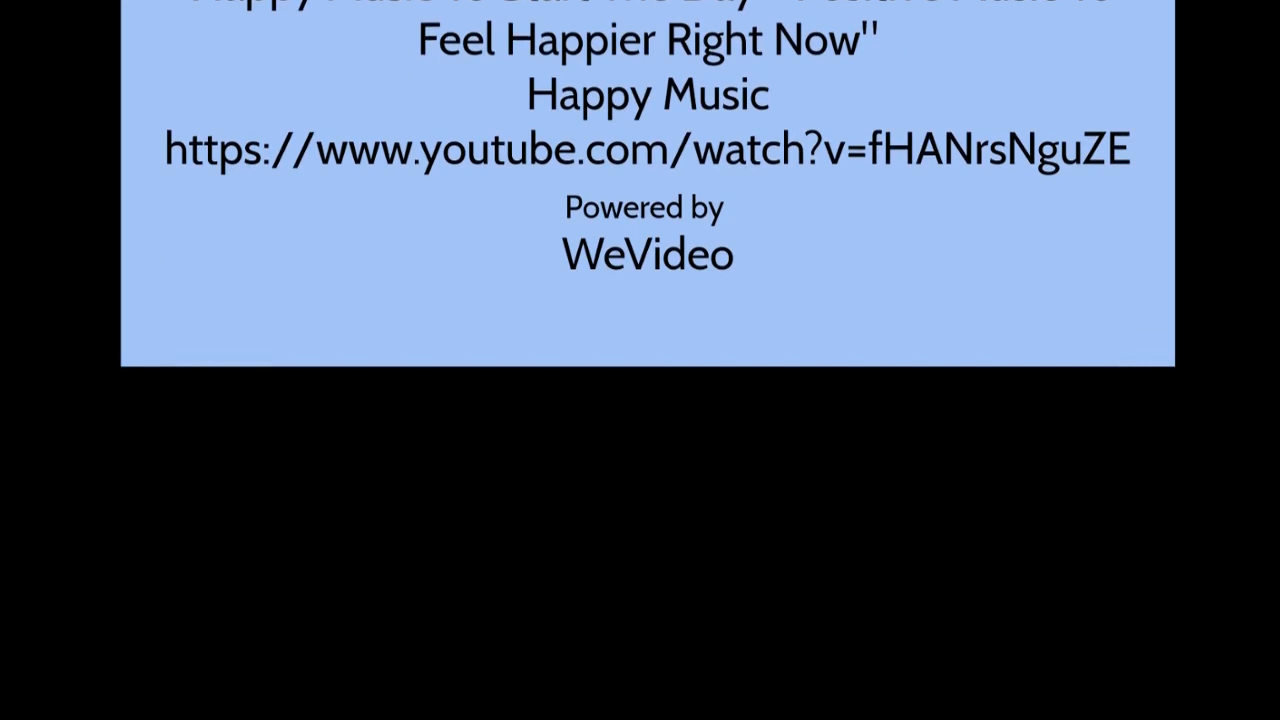 Feel Happier Right Now"
Happy Music
https://www.youtube.com/watch?v=fHANrsNguZE
Powered by
WeVideo